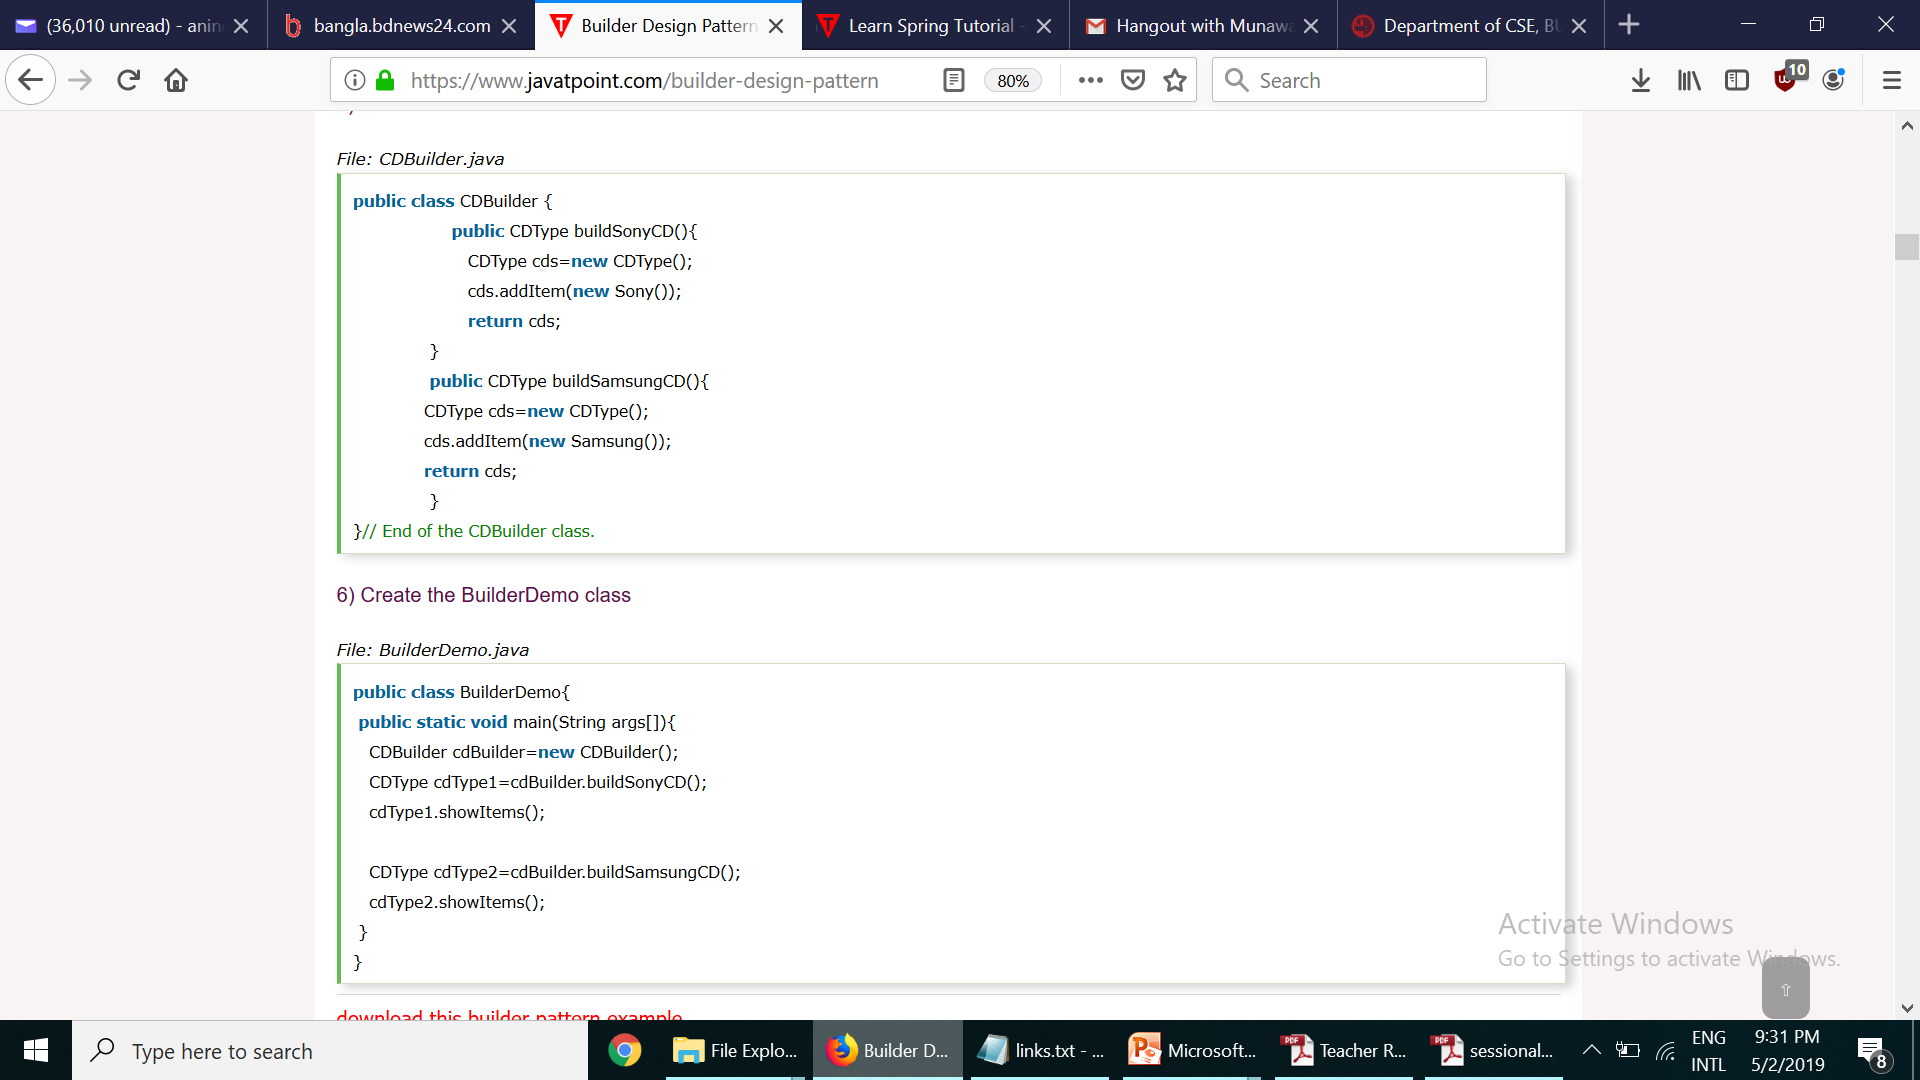 (36,010 unread) - anin
bangla.bdnews24.com
Builder Design Pattern
Learn Spring Tutorial -
Hangout with Munawa
Department of CSE, BU
https://www.javatpoint.com/builder-design-pattern
80%
Search
10
File: CDBuilder.java
public class CDBuilder {
public CDType buildSonyCD(){
CDType cds=new CDType();
cds.addItem(new Sony());
return cds;
}
public CDType buildSamsungCD(){
CDType cds=new CDType();
cds.addItem(new Samsung());
return cds;
}
}// End of the CDBuilder class.
6) Create the BuilderDemo class
File: BuilderDemo.java
public class BuilderDemo{
public static void main(String args[]){
CDBuilder cdBuilder=new CDBuilder();
CDType cdType1=cdBuilder.buildSonyCD();
cdType1.showItems();
CDType cdType2=cdBuilder.buildSamsungCD();
cdType2.showItems();
}
}
Activate Windows
Go to Settings to activate Windows.
download this builder pattern example
Type here to search
File Explo...
Builder D...
links.txt - ...
Microsoft...
Teacher R...
sessional...
ENG
INTL
9:31 PM
5/2/2019
8